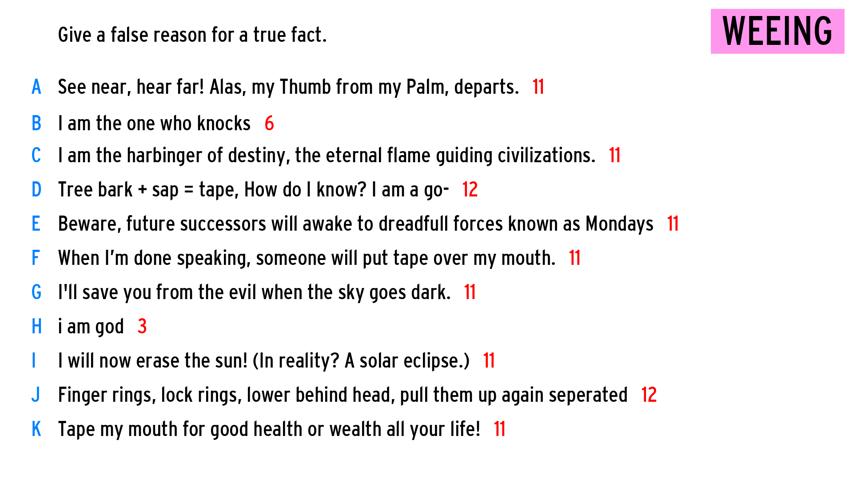 Give a false reason for a true fact.
WEEING
A See near, hear far! Alas, my Thumb from my Palm, departs. 11
B I am the one who knocks 6
C I am the harbinger of destiny, the eternal flame guiding civilizations. 11
D Tree bark + sap = tape, How do I know? I am a go- 12
E Beware, future successors will awake to dreadfull forces known as Mondays 11
F When I'm done speaking, someone will put tape over my mouth. 11
G I'll save you from the evil when the sky goes dark. 11
H i am god 3
I I will now erase the sun! (In reality? A solar eclipse.) 11
J Finger rings, lock rings, lower behind head, pull them up again seperated 12
K Tape my mouth for good health or wealth all your life! 11